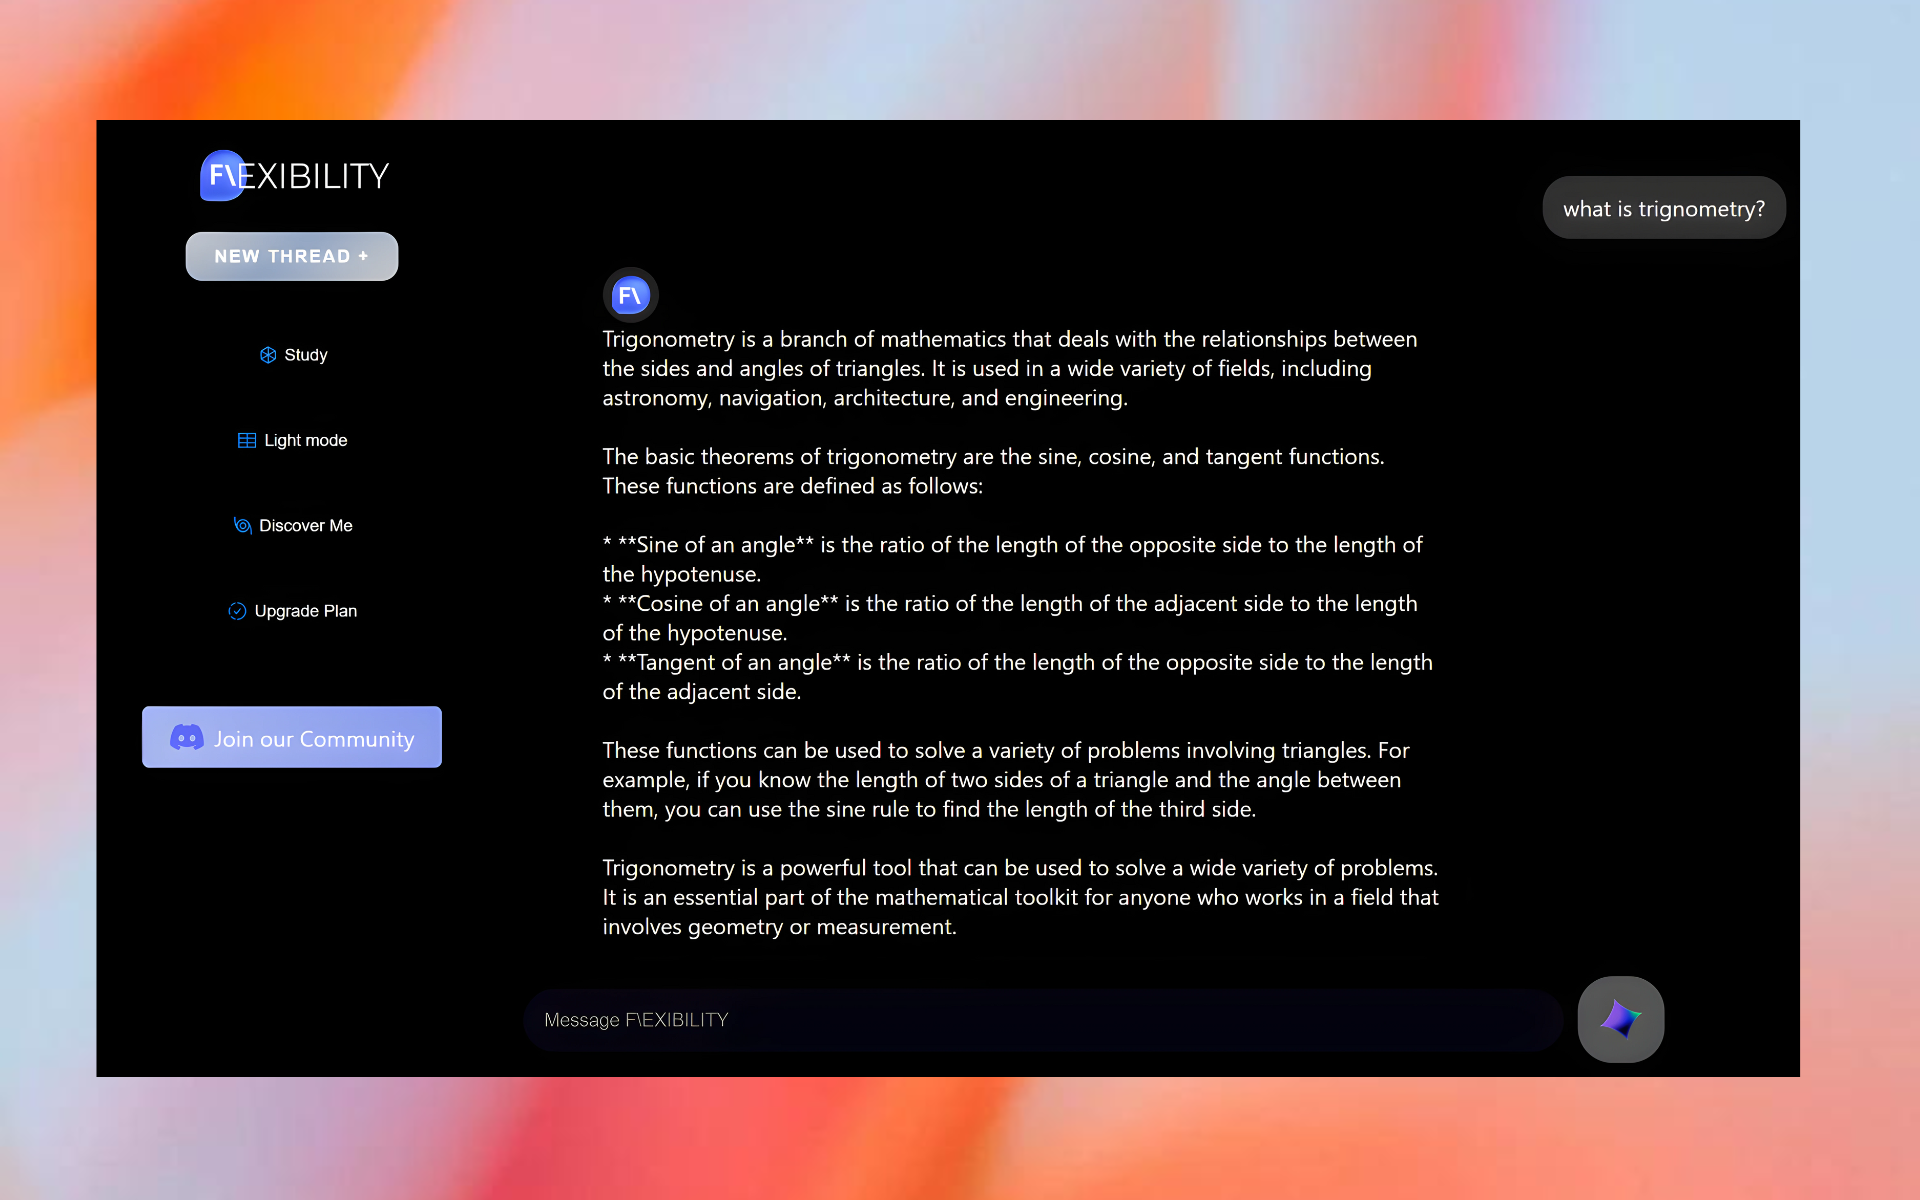 F\EXIBILITY
NEW THREAD +
Study
Light mode
Discover Me
Upgrade Plan
Join our Community
what is trignometry?
F\
Trigonometry is a branch of mathematics that deals with the relationships between
the sides and angles of triangles. It is used in a wide variety of fields, including
astronomy, navigation, architecture, and engineering.
The basic theorems of trigonometry are the sine, cosine, and tangent functions.
These functions are defined as follows:
* **Sine of an angle** is the ratio of the length of the opposite side to the length of
the hypotenuse.
* **Cosine of an angle** is the ratio of the length of the adjacent side to the length
of the hypotenuse.
* **Tangent of an angle** is the ratio of the length of the opposite side to the length
of the adjacent side.
These functions can be used to solve a variety of problems involving triangles. For
example, if you know the length of two sides of a triangle and the angle between
them, you can use the sine rule to find the length of the third side.
Trigonometry is a powerful tool that can be used to solve a wide variety of problems.
It is an essential part of the mathematical toolkit for anyone who works in a field that
involves geometry or measurement.
Message F\EXIBILITY